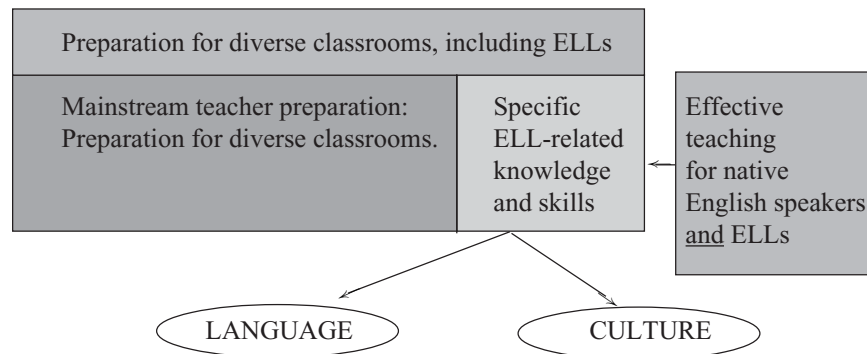 Preparation for diverse classrooms, including ELLs
Mainstream teacher preparation:
Preparation for diverse classrooms.
Specific
ELL-related
knowledge
and skills
Effective
teaching
for native
English speakers
and ELLs
LANGUAGE
CULTURE